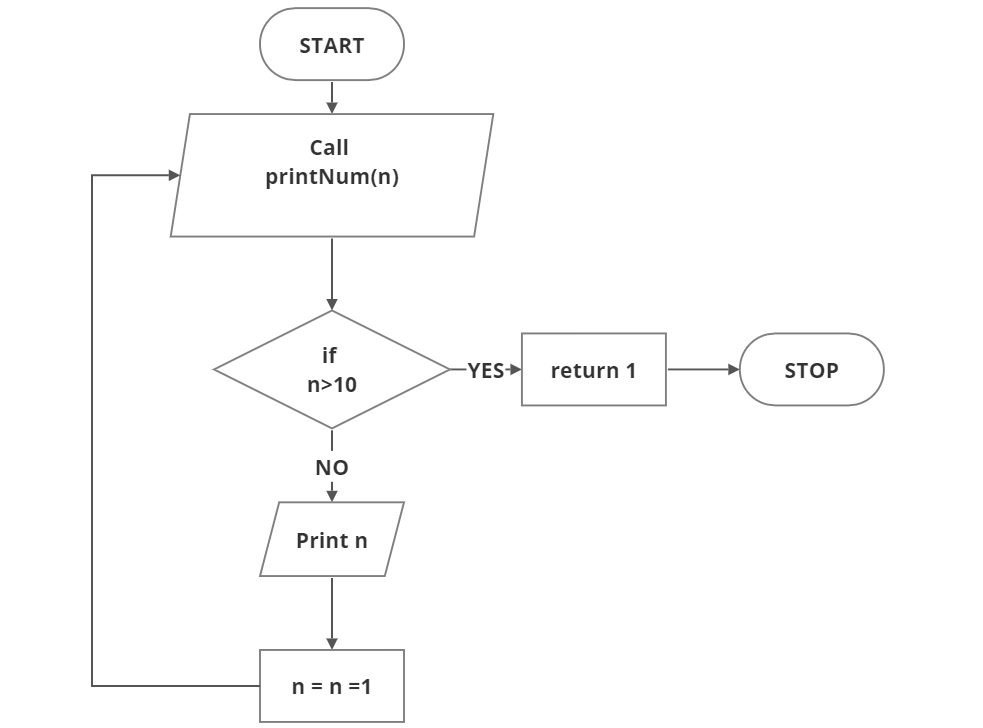 START
Call
printNum(n)
if
n>10
YES
return 1
STOP
NO
Print n
n = n =1